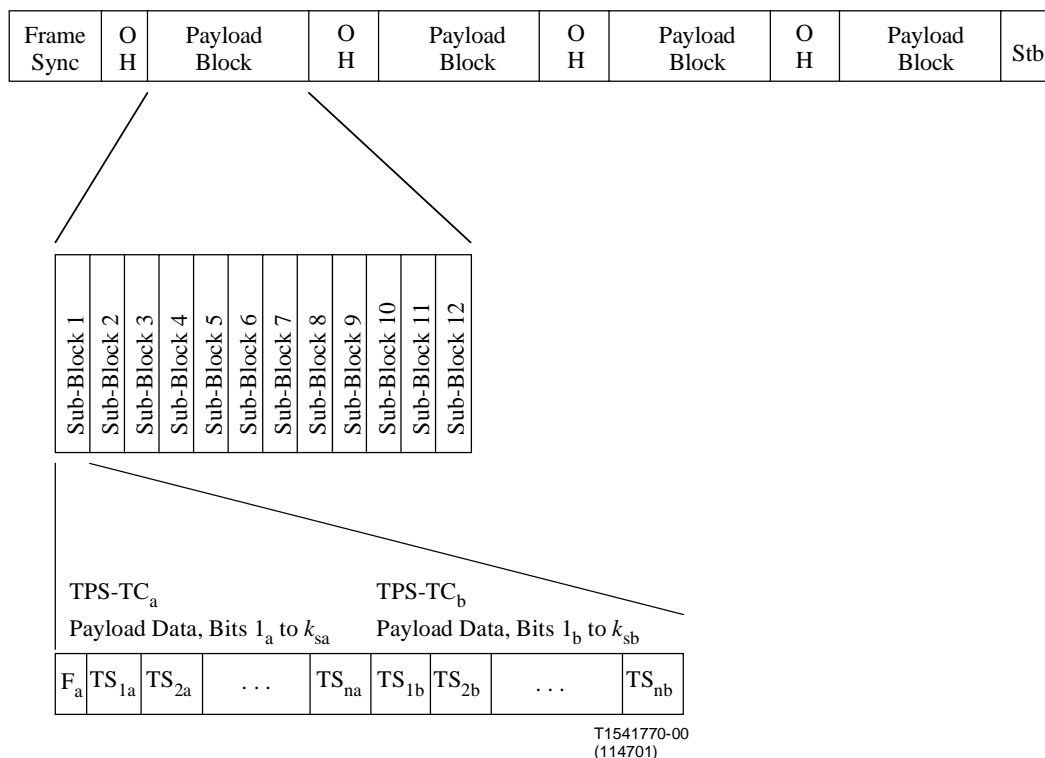 Frame Sync
O H
Payload Block
O H
Payload Block
O H
Payload Block
O H
Payload Block
Stb
Sub-Block 1
Sub-Block 2
Sub-Block 3
Sub-Block 4
Sub-Block 5
Sub-Block 6
Sub-Block 7
Sub-Block 8
Sub-Block 9
Sub-Block 10
Sub-Block 11
Sub-Block 12
TPS-TCa
Payload Data, Bits 1a to ksa
TPS-TCb
Payload Data, Bits 1b to ksb
Fa
TS1a
TS2a
. . .
TSna
TS1b
TS2b
. . .
TSnb
T1541770-00
(114701)